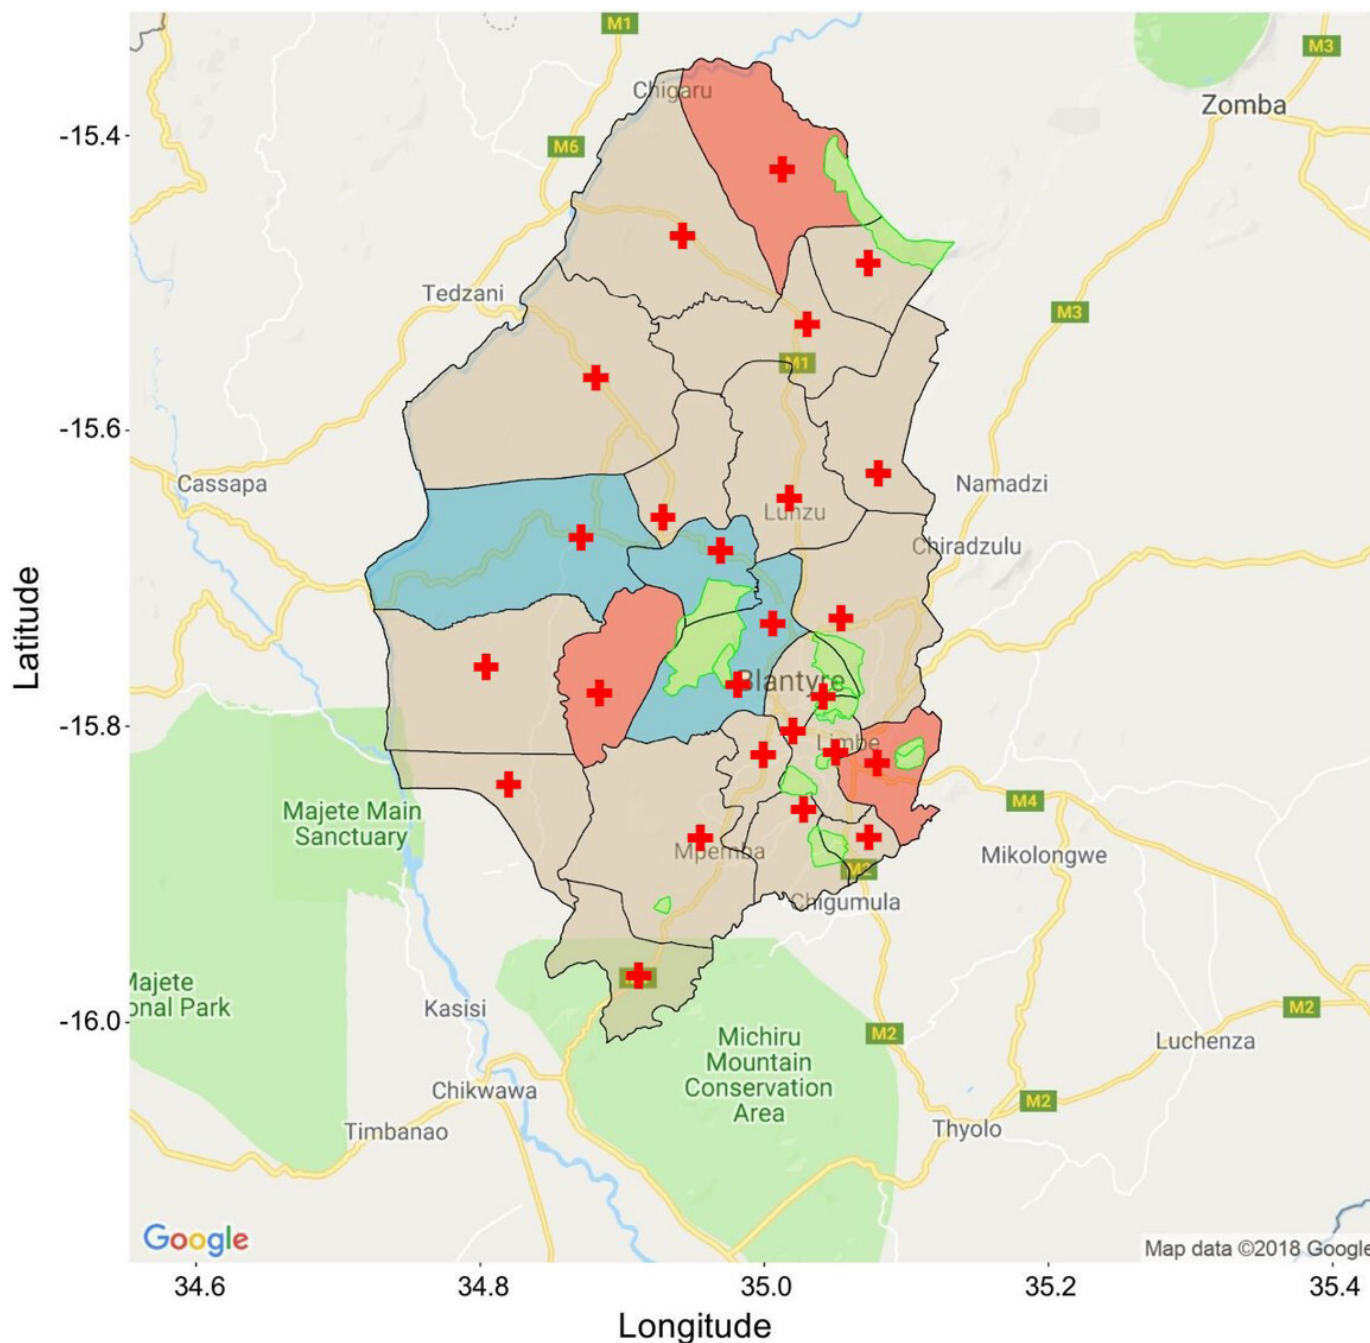 M1
M3
Chigaru
Zomba
-15.4
M6
Tedzani
M3
M1
-15.6
Cassapa
Namadzi
Lunzu
Chiradzulu
Latitude
Blantyre
-15.8
Limbe
M4
Majete Main
Sanctuary
Mpemba
Mikolongwe
M2
Chigumula
Majete
onal Park
Kasisi
M2
-16.0
M2
Michiru
Mountain
Conservation
Area
Luchenza
Chikwawa
M2
Timbanao
Thyolo
Google
Map data ©2018 Google
34.6
34.8
35.0
35.2
35.4
Longitude